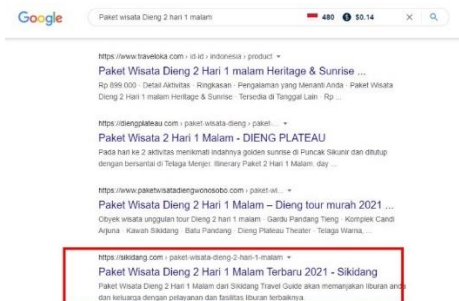 Google
Paket wisata Dieng 2 hari 1 malam 480 $0.14
https://www.traveloka.com › id-id › indonesia › product
Paket Wisata Dieng 2 Hari 1 malam Heritage & Sunrise ...
Rp 899.000 · Detail Aktivitas · Ringkasan · Pengalaman yang Menanti Anda · Paket Wisata
Dieng 2 Hari 1 malam Heritage & Sunrise · Tersedia di Tanggal Lain · Rp ...
https://diengplateau.com › paket-wisata-dieng › paket-...
Paket Wisata 2 Hari 1 Malam - DIENG PLATEAU
Pada hari ke 2 aktivitas menikmati indahnya golden sunrise di Puncak Sikunir dan ditutup
dengan bersantai di Telaga Menjer. Itinerary Paket 2 Hari 1 Malam. day ...
https://www.paketwisatadiengwonosobo.com › paket-wi...
Paket Wisata Dieng 2 Hari 1 Malam – Dieng tour murah 2021 ...
Obyek wisata unggulan tour Dieng 2 hari 1 malam · Gardu Pandang Tieng · Komplek Candi
Arjuna · Kawah Sikidang · Batu Pandang · Dieng Plateau Theater · Telaga Warna, ...
https://sikidang.com › paket-wisata-dieng-2-hari-1-malam
Paket Wisata Dieng 2 Hari 1 Malam Terbaru 2021 - Sikidang
Paket Wisata Dieng 2 Hari 1 Malam dari Sikidang Travel Guide akan memanjakan liburan anda
dan keluarga dengan pelayanan dan fasilitas liburan terbaiknya.